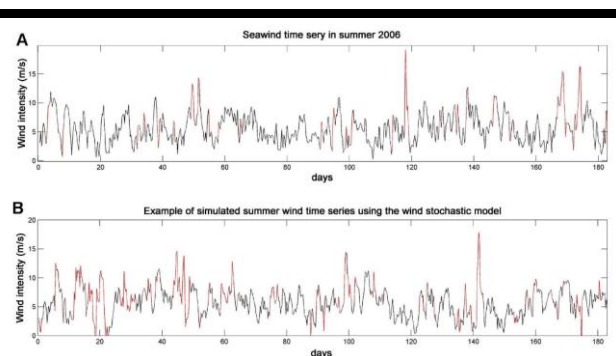 A
Seawind time sery in summer 2006
Wind intensity (m/s)
15
10
5
0
0 20 40 60 80 100 120 140 160 180
days
B
Example of simulated summer wind time series using the wind stochastic model
Wind intensity (m/s)
20
15
10
5
0
0 20 40 60 80 100 120 140 160 180
days